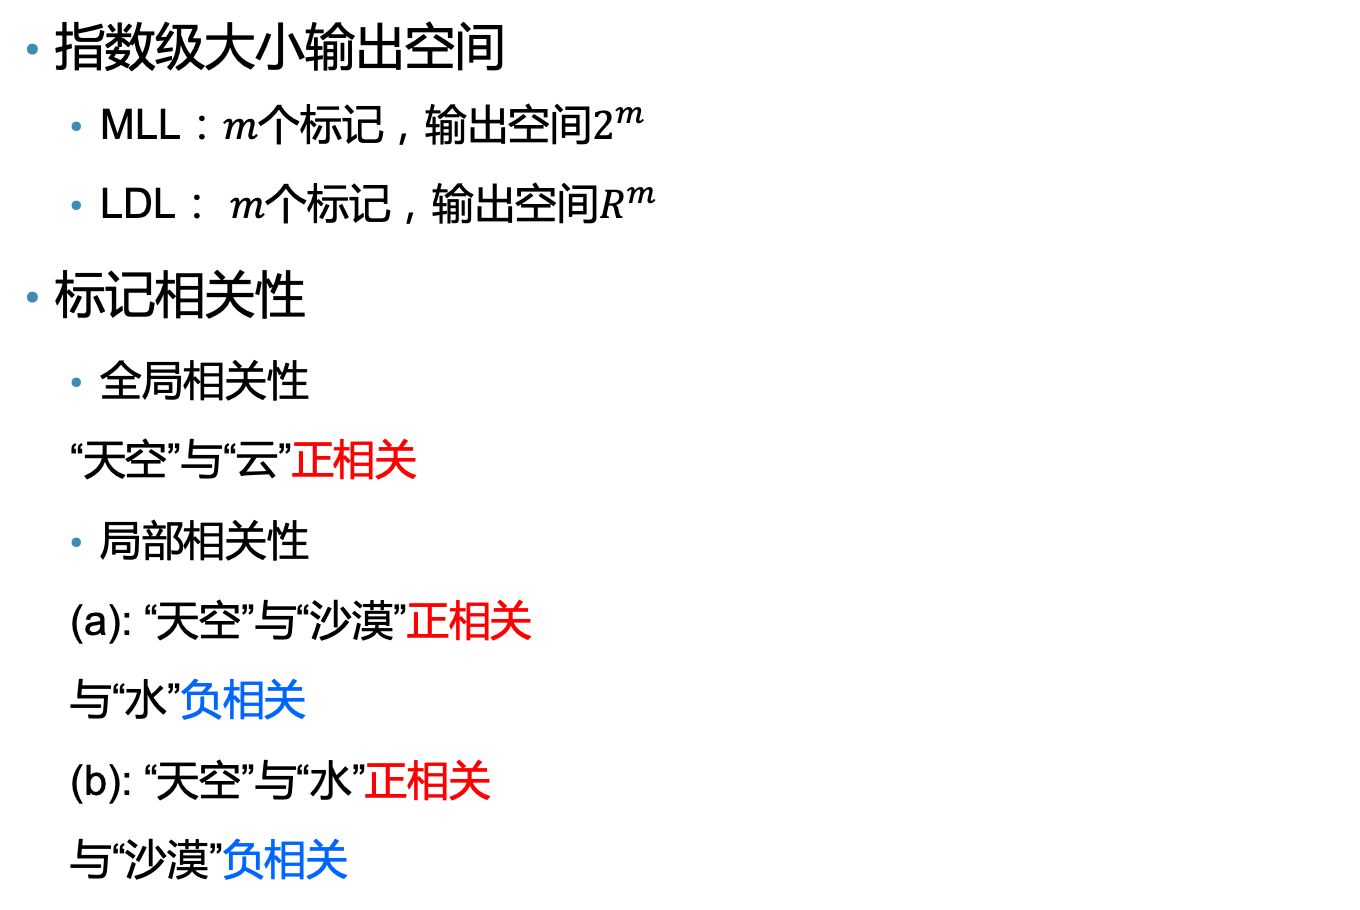 • 指数级大小输出空间
• MLL：m个标记，输出空间2^m
• LDL： m个标记，输出空间R^m
• 标记相关性
• 全局相关性
“天空”与“云”正相关
• 局部相关性
(a): “天空”与“沙漠”正相关
与“水”负相关
(b): “天空”与“水”正相关
与“沙漠”负相关